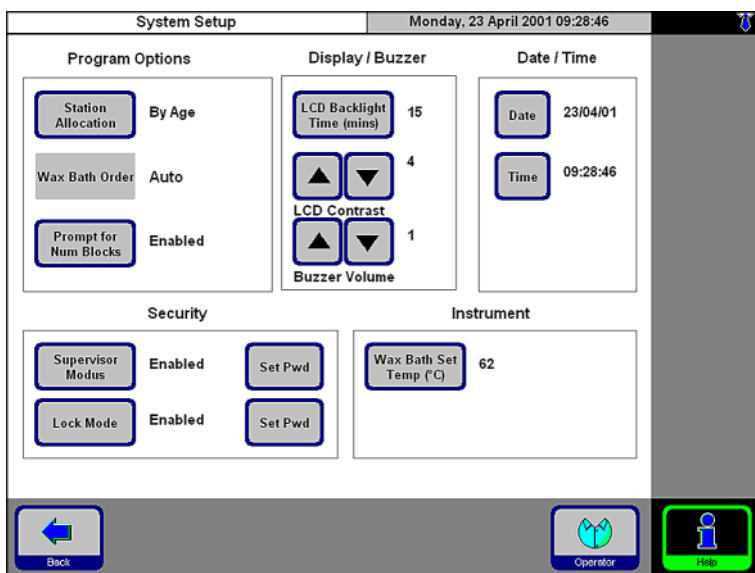 System Setup
Monday, 23 April 2001 09:28:46
Program Options
Station
Allocation
By Age
Wax Bath Order
Auto
Prompt for
Num Blocks
Enabled
Display / Buzzer
LCD Backlight
Time (mins)
15
4
LCD Contrast
1
Buzzer Volume
Date / Time
Date
23/04/01
Time
09:28:46
Security
Supervisor
Modus
Enabled
Set Pwd
Lock Mode
Enabled
Set Pwd
Instrument
Wax Bath Set
Temp (°C)
62
Back
Operator
Help